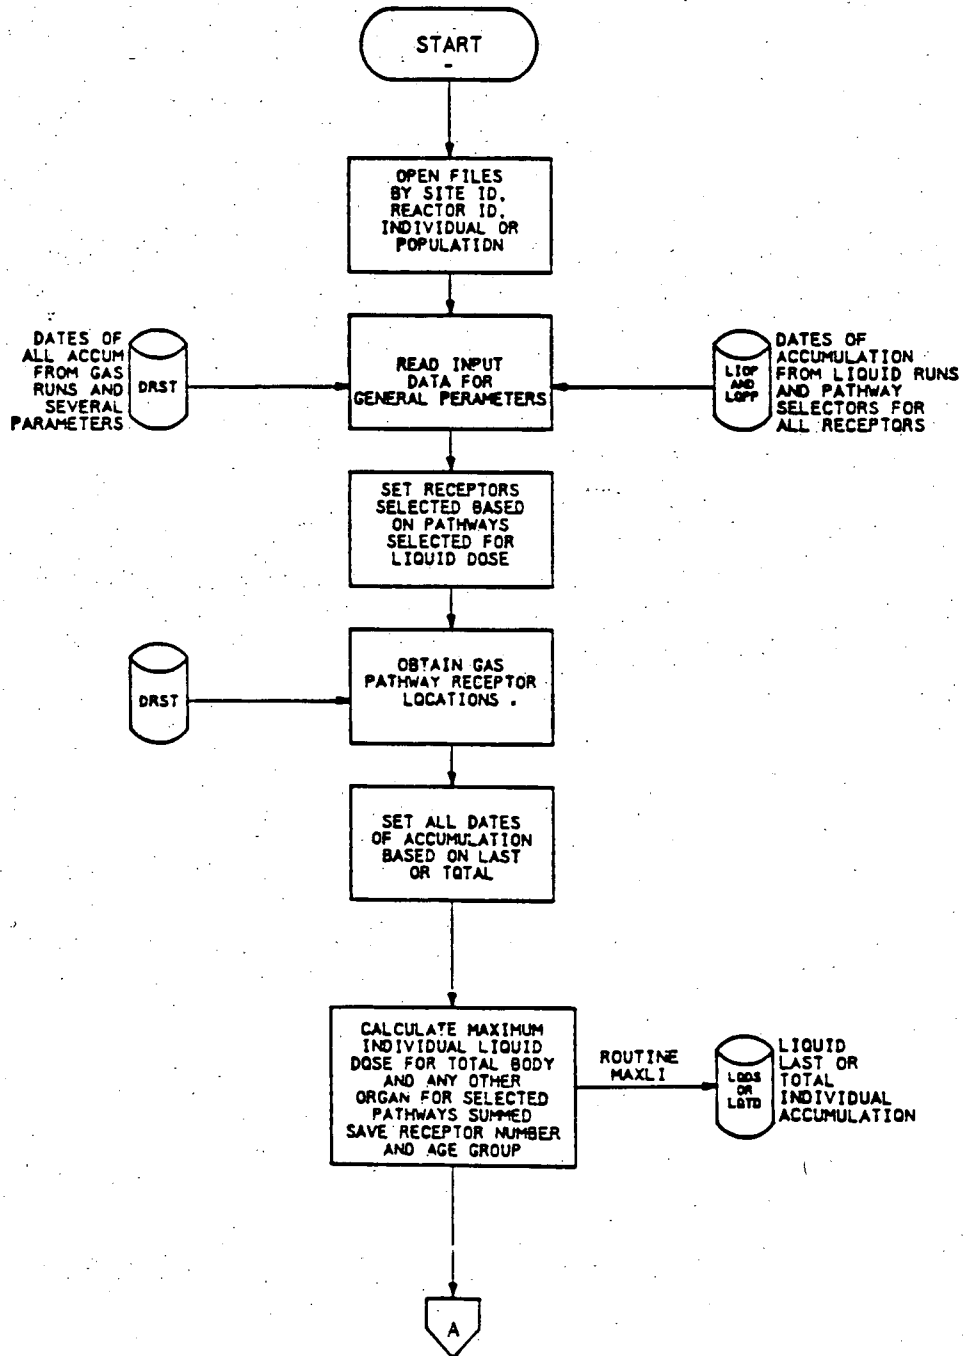 START
OPEN FILES
BY SITE ID,
REACTOR ID,
INDIVIDUAL OR
POPULATION
DATES OF
ALL ACCUM
FROM GAS
RUNS AND
SEVERAL
PARAMETERS
DRST
READ INPUT
DATA FOR
GENERAL PERAMETERS
LIOP
AND
LOPP
DATES OF
ACCUMULATION
FROM LIQUID RUNS
AND PATHWAY
SELECTORS FOR
ALL RECEPTORS
SET RECEPTORS
SELECTED BASED
ON PATHWAYS
SELECTED FOR
LIQUID DOSE
DRST
OBTAIN GAS
PATHWAY RECEPTOR
LOCATIONS .
SET ALL DATES
OF ACCUMULATION
BASED ON LAST
OR TOTAL
CALCULATE MAXIMUM
INDIVIDUAL LIQUID
DOSE FOR TOTAL BODY
AND ANY OTHER
ORGAN FOR SELECTED
PATHWAYS SUMMED
SAVE RECEPTOR NUMBER
AND AGE GROUP
ROUTINE
MAXLI
LQDS
OR
LQTD
LIQUID
LAST OR
TOTAL
INDIVIDUAL
ACCUMULATION
A